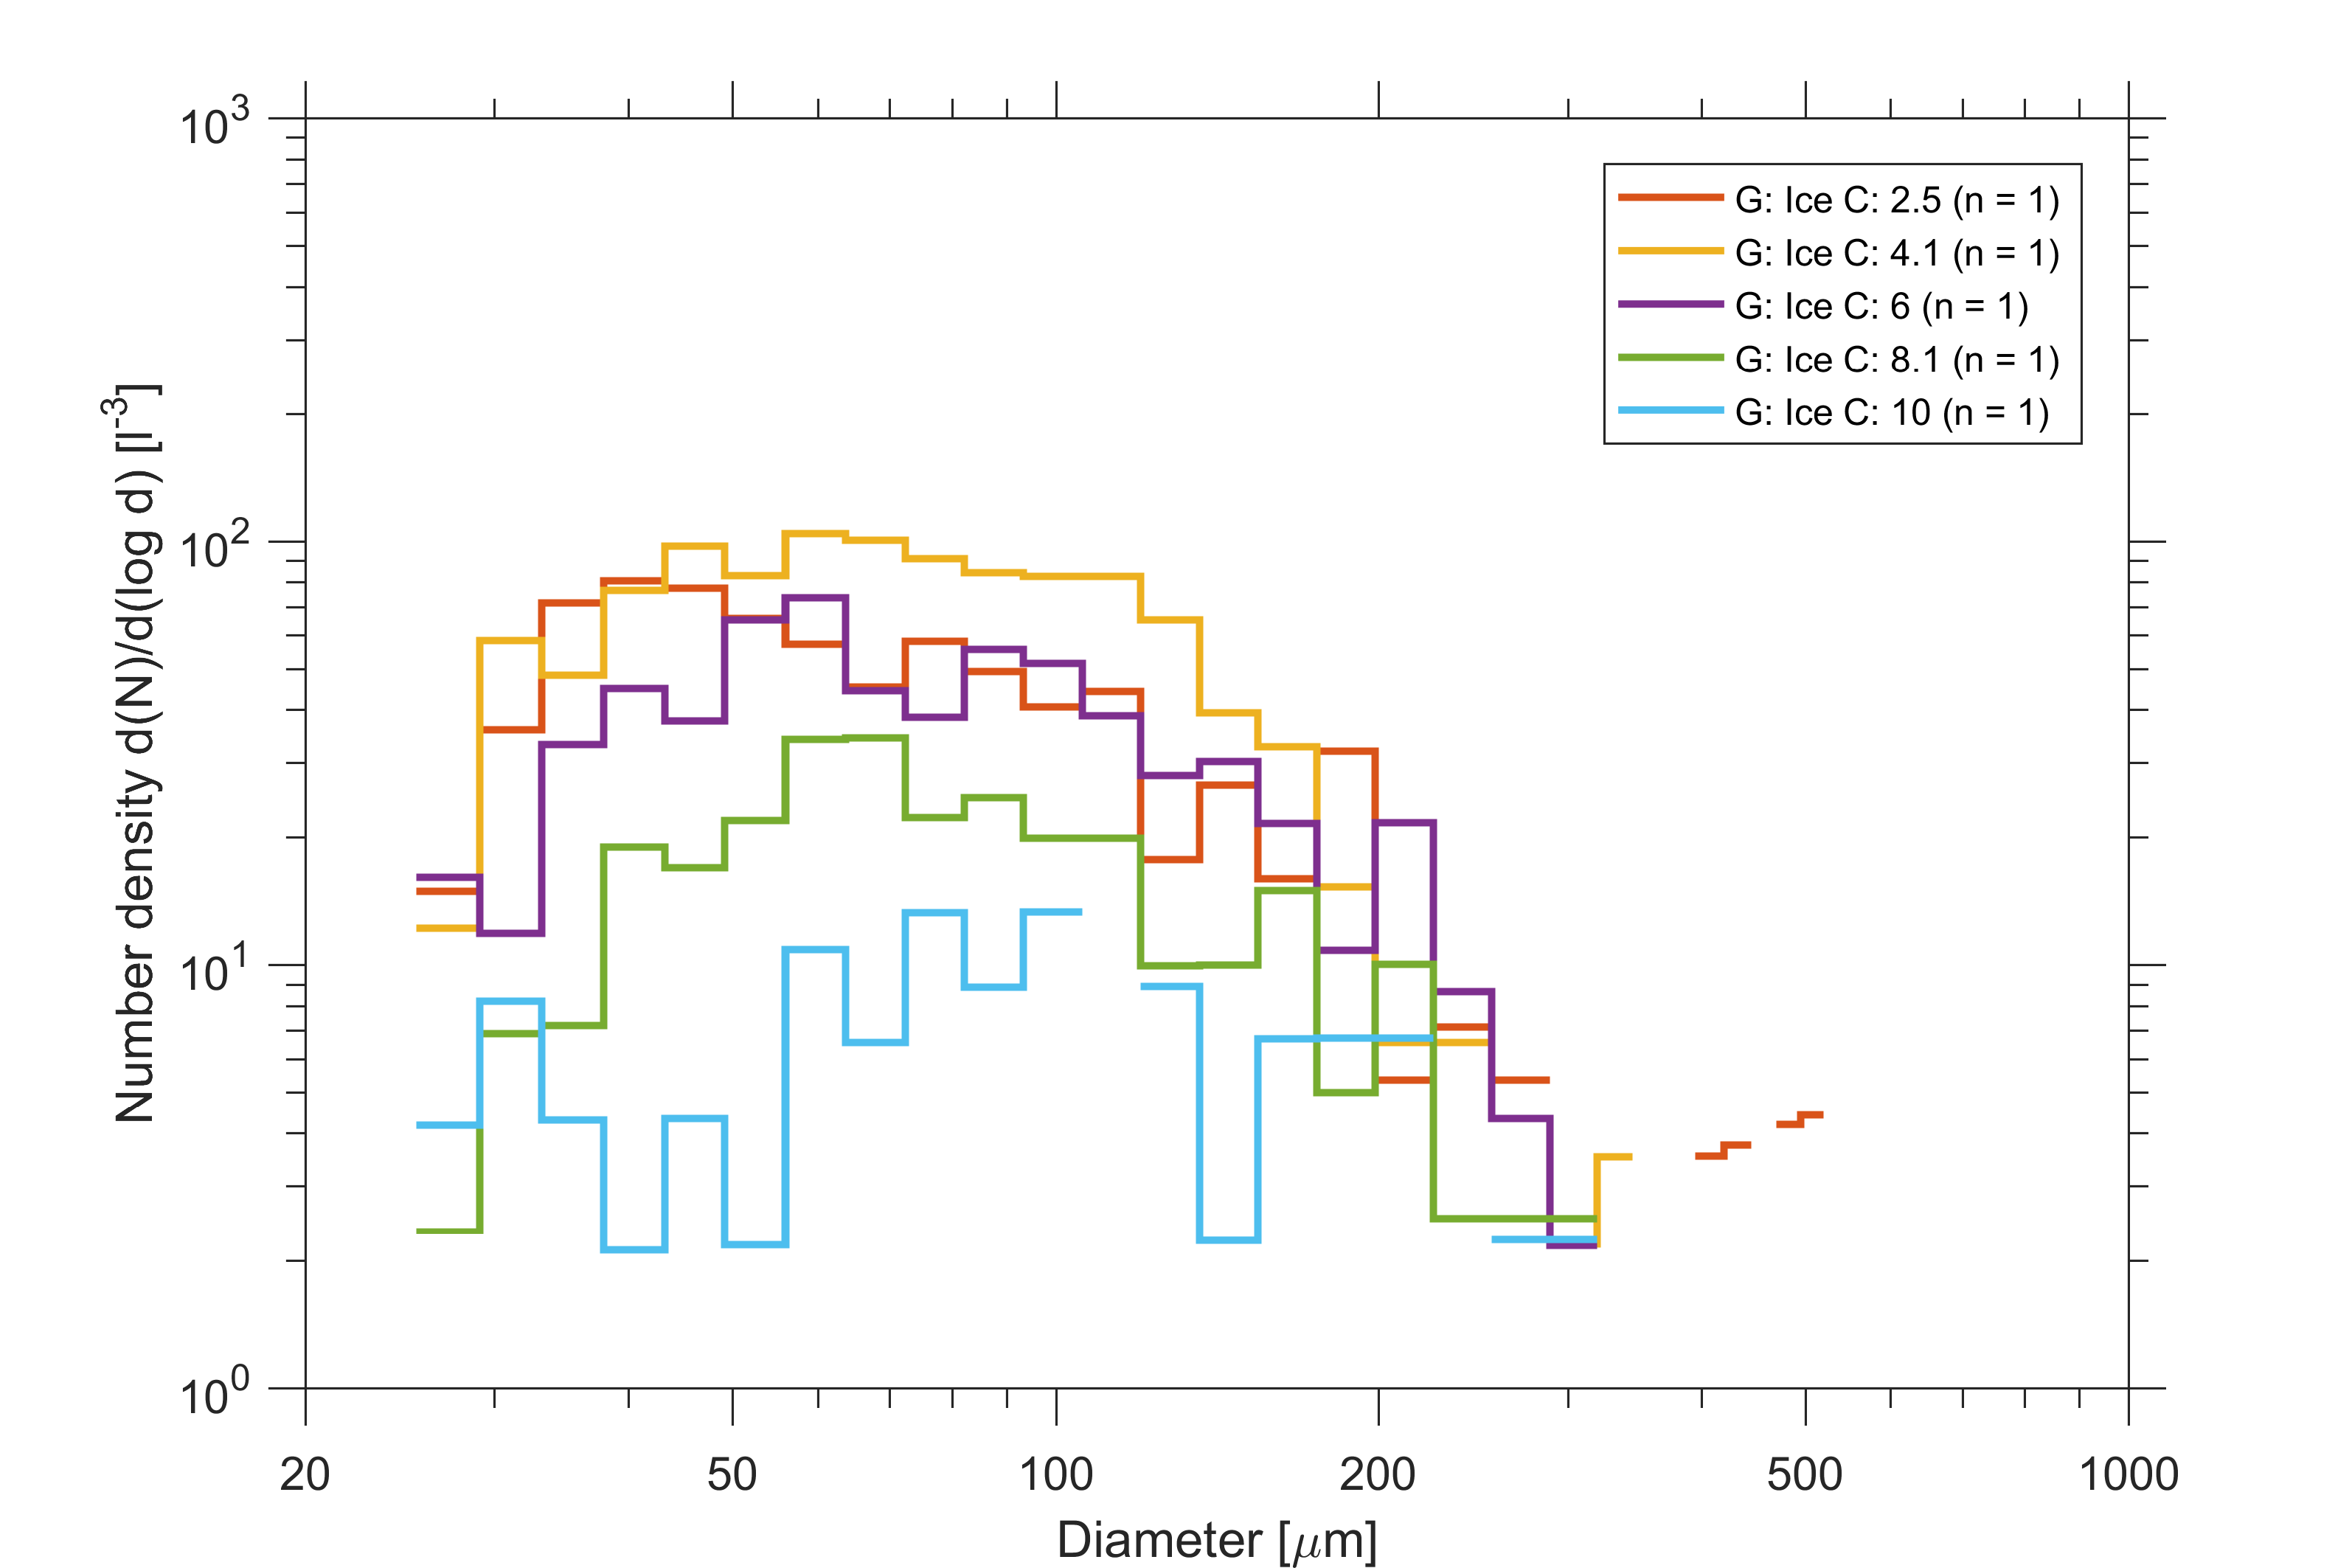 10^3
10^2
10^1
10^0
Number density d(N)/d(log d) [l^-3]
G: Ice C: 2.5 (n = 1)
G: Ice C: 4.1 (n = 1)
G: Ice C: 6 (n = 1)
G: Ice C: 8.1 (n = 1)
G: Ice C: 10 (n = 1)
20 50 100 200 500 1000
Diameter [μm]